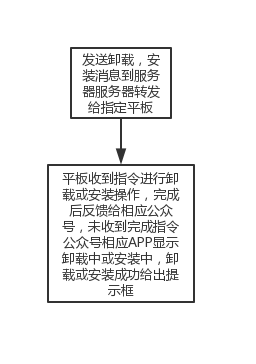 发送卸载，安
装消息到服务
器服务器转发
给指定平板
平板收到指令进行卸
载或安装操作，完成
后反馈给相应公众
号，未收到完成指令
公众号相应APP显示
卸载中或安装中，卸
载或安装成功给出提
示框